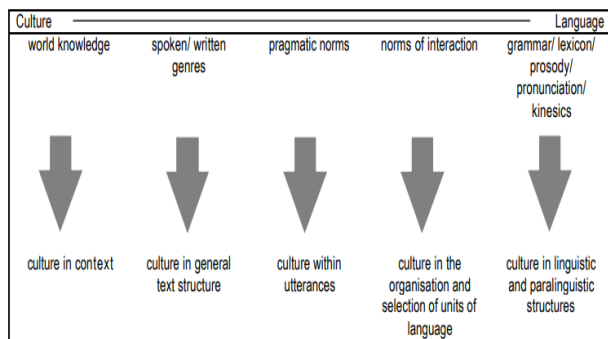 Culture Language
world knowledge
spoken/ written
genres
pragmatic norms
norms of interaction
grammar/ lexicon/
prosody/
pronunciation/
kinesics
culture in context
culture in general
text structure
culture within
utterances
culture in the
organisation and
selection of units of
language
culture in linguistic
and paralinguistic
structures